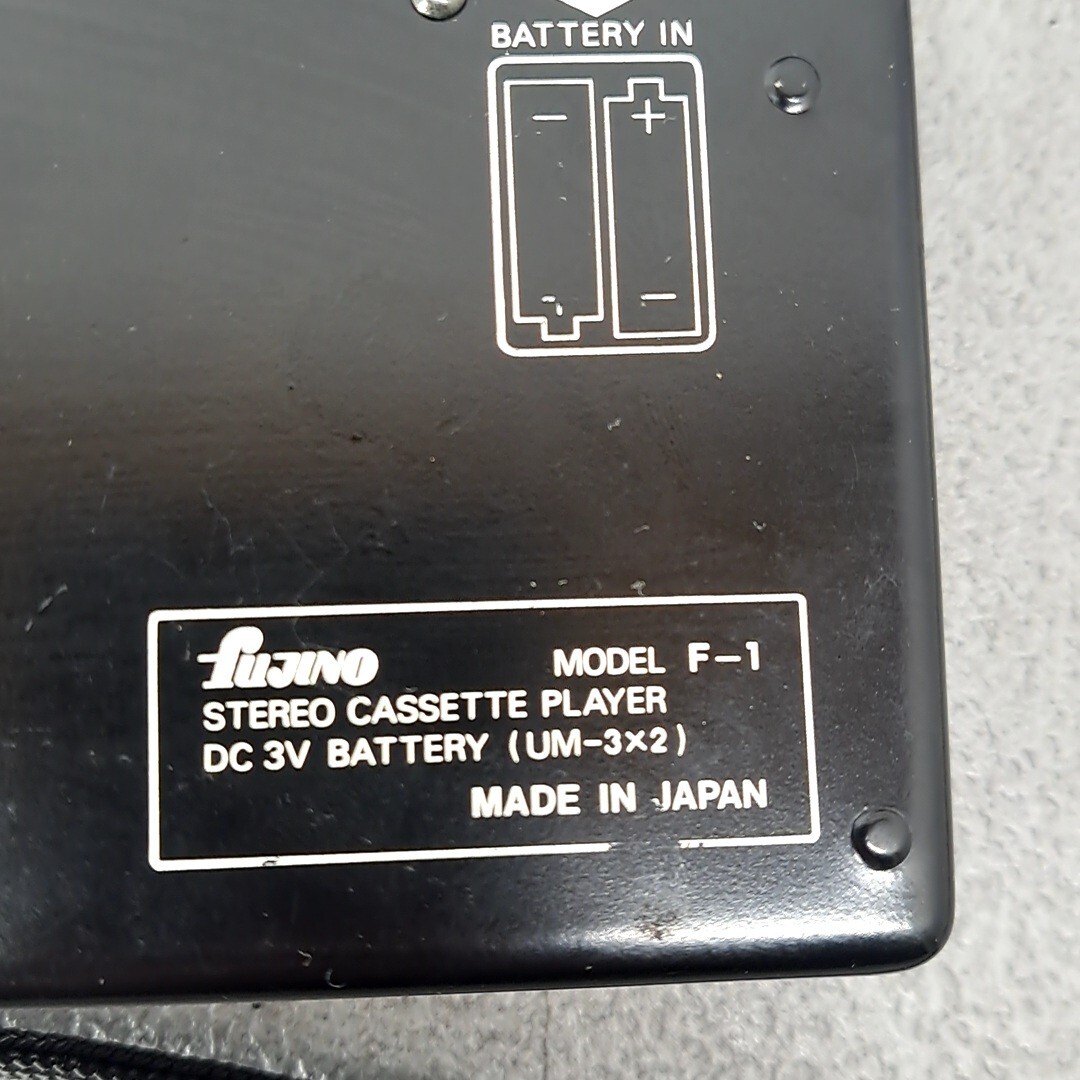 BATTERY IN
− +
−
fujino MODEL F-1
STEREO CASSETTE PLAYER
DC 3V BATTERY (UM-3×2)
MADE IN JAPAN